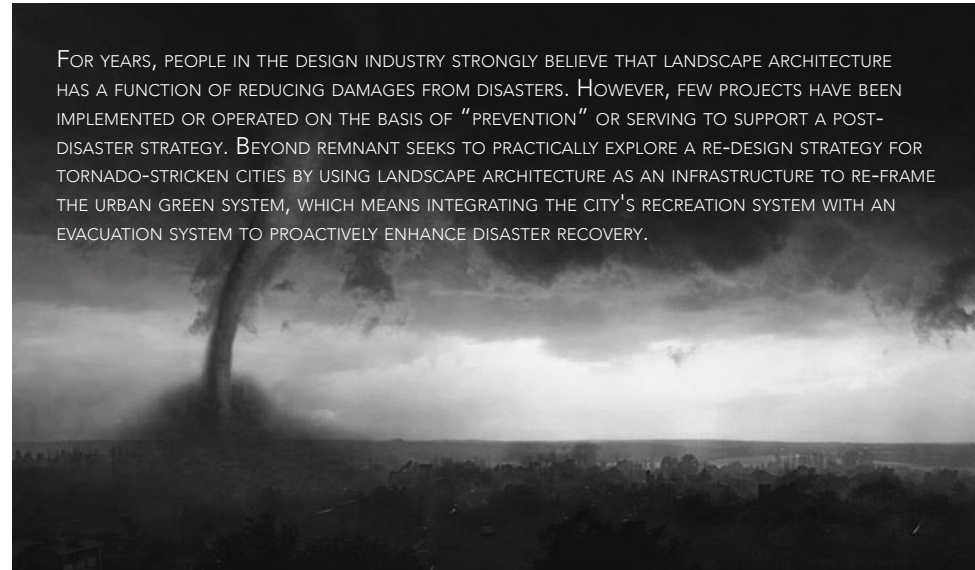 For years, people in the design industry strongly believe that landscape architecture
has a function of reducing damages from disasters. However, few projects have been
implemented or operated on the basis of “prevention” or serving to support a post-
disaster strategy. Beyond remnant seeks to practically explore a re-design strategy for
tornado-stricken cities by using landscape architecture as an infrastructure to re-frame
the urban green system, which means integrating the city's recreation system with an
evacuation system to proactively enhance disaster recovery.